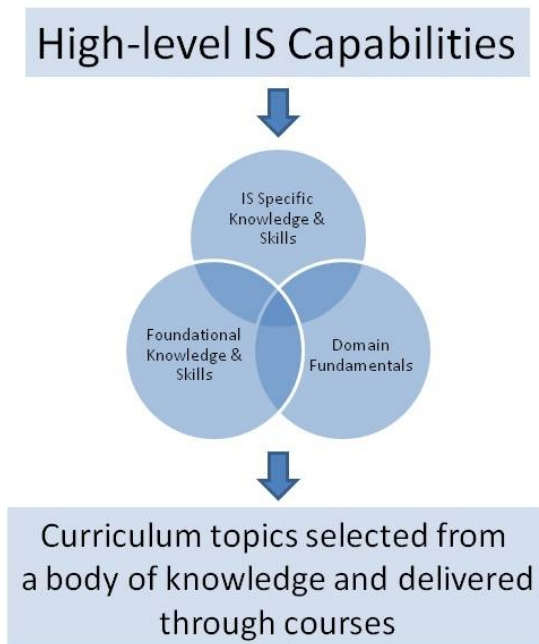 High-level IS Capabilities
IS Specific
Knowledge &
Skills
Foundational
Knowledge &
Skills
Domain
Fundamentals
Curriculum topics selected from
a body of knowledge and delivered
through courses